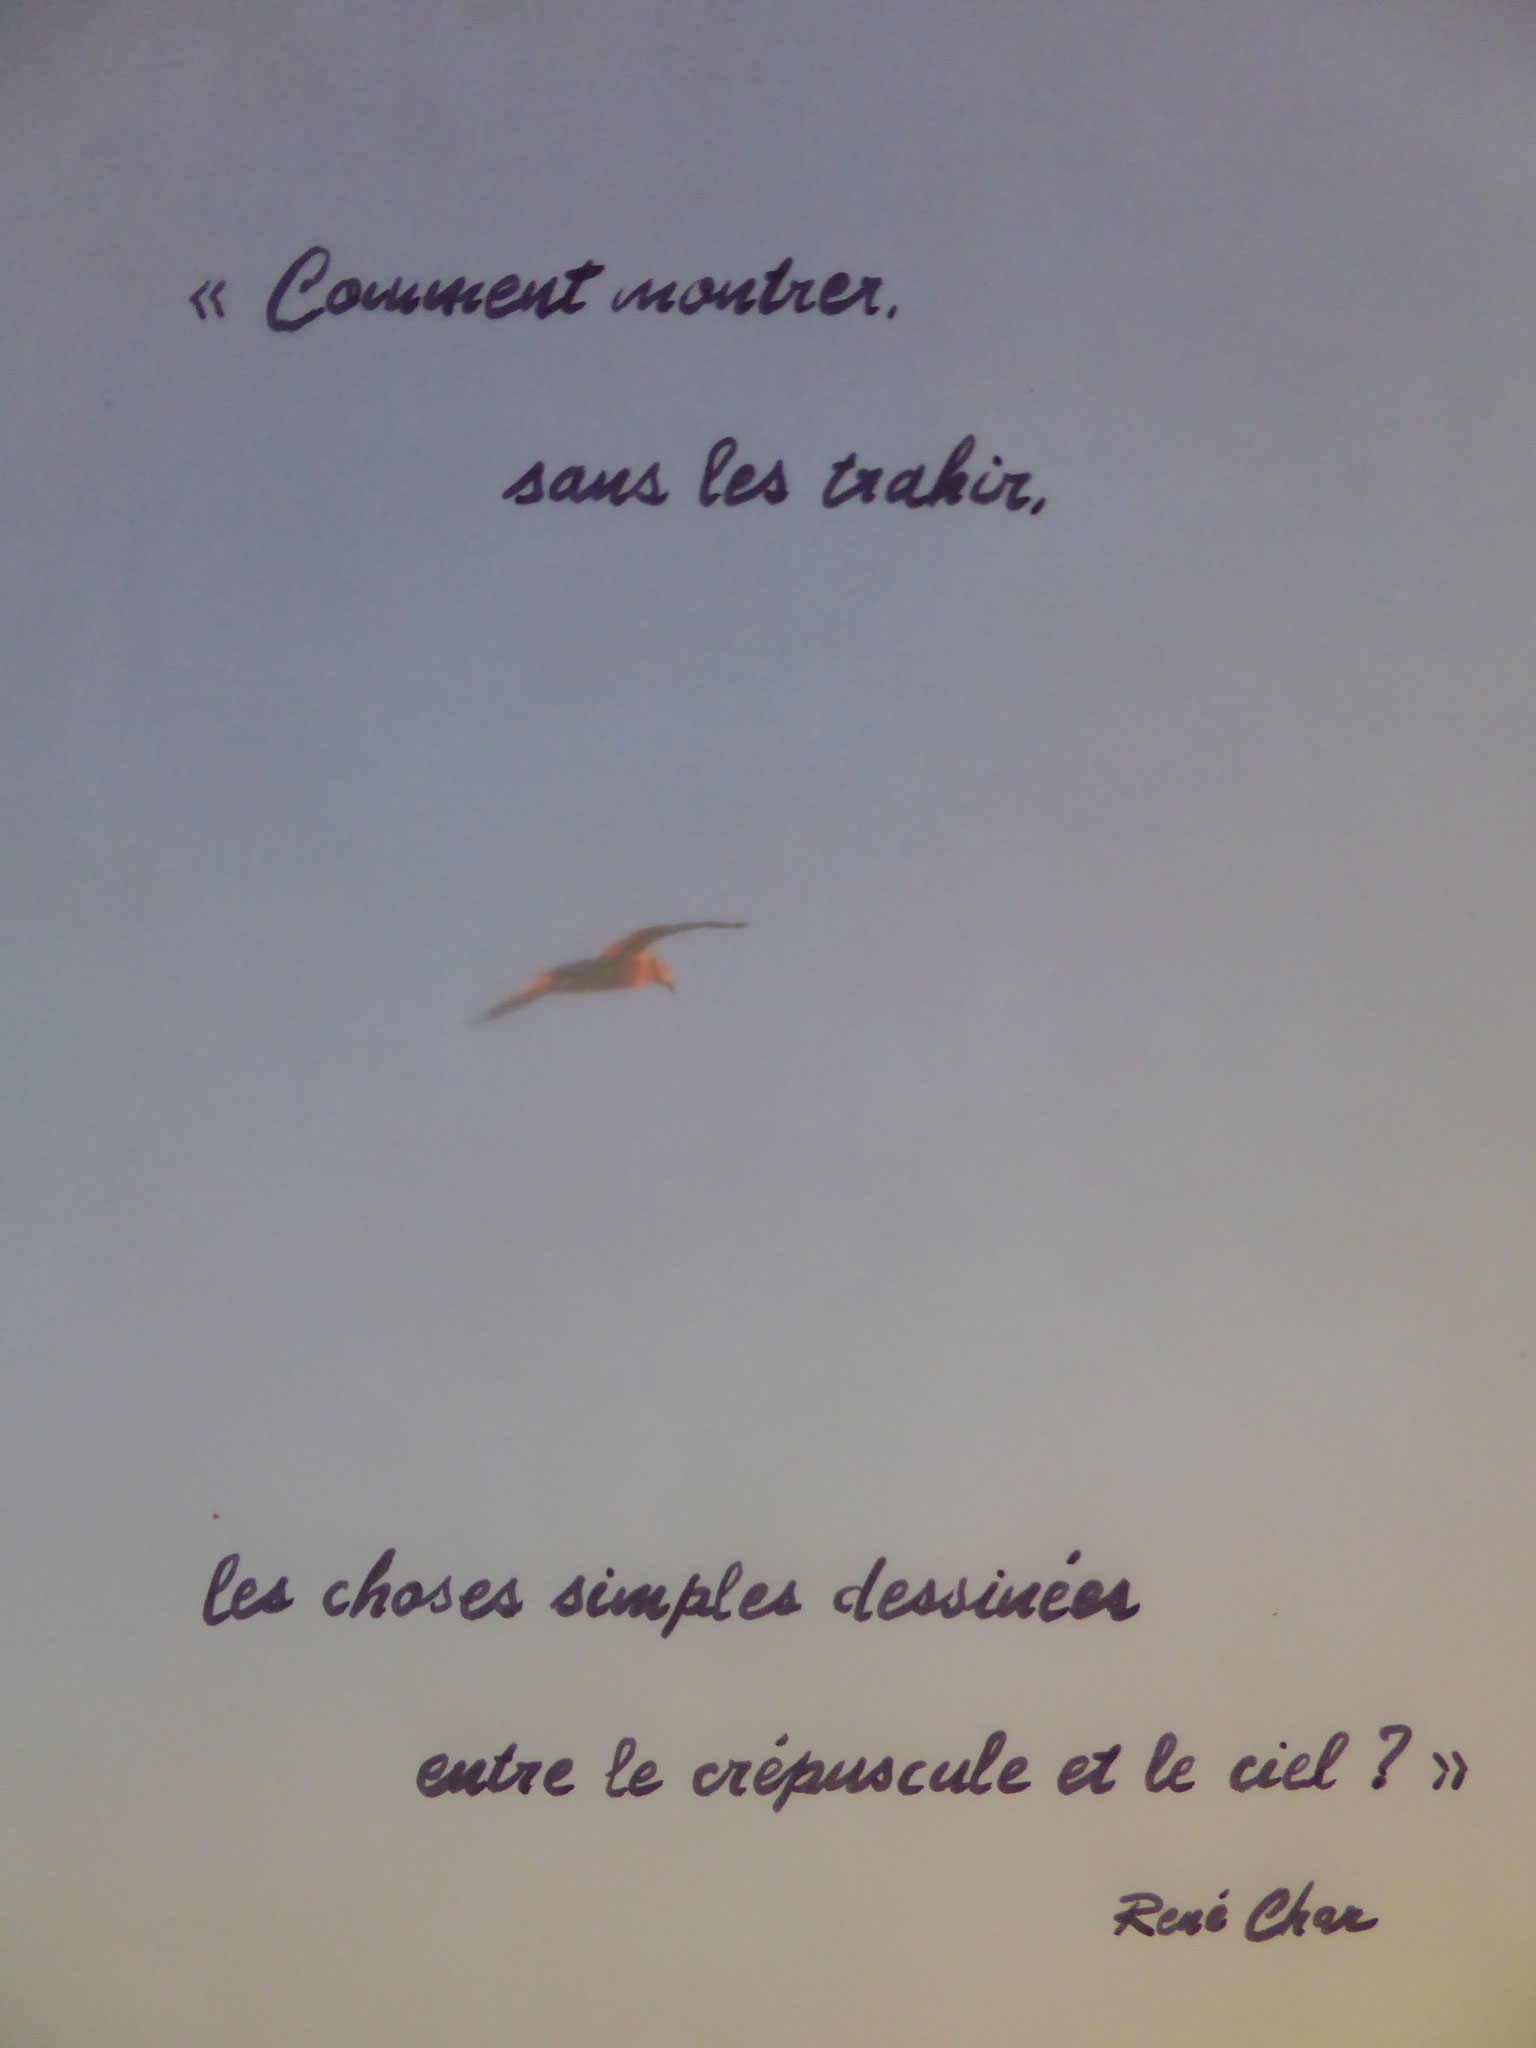 « Comment montrer,
sans les trahir,
les choses simples dessinées
entre le crépuscule et le ciel ? »
René Char